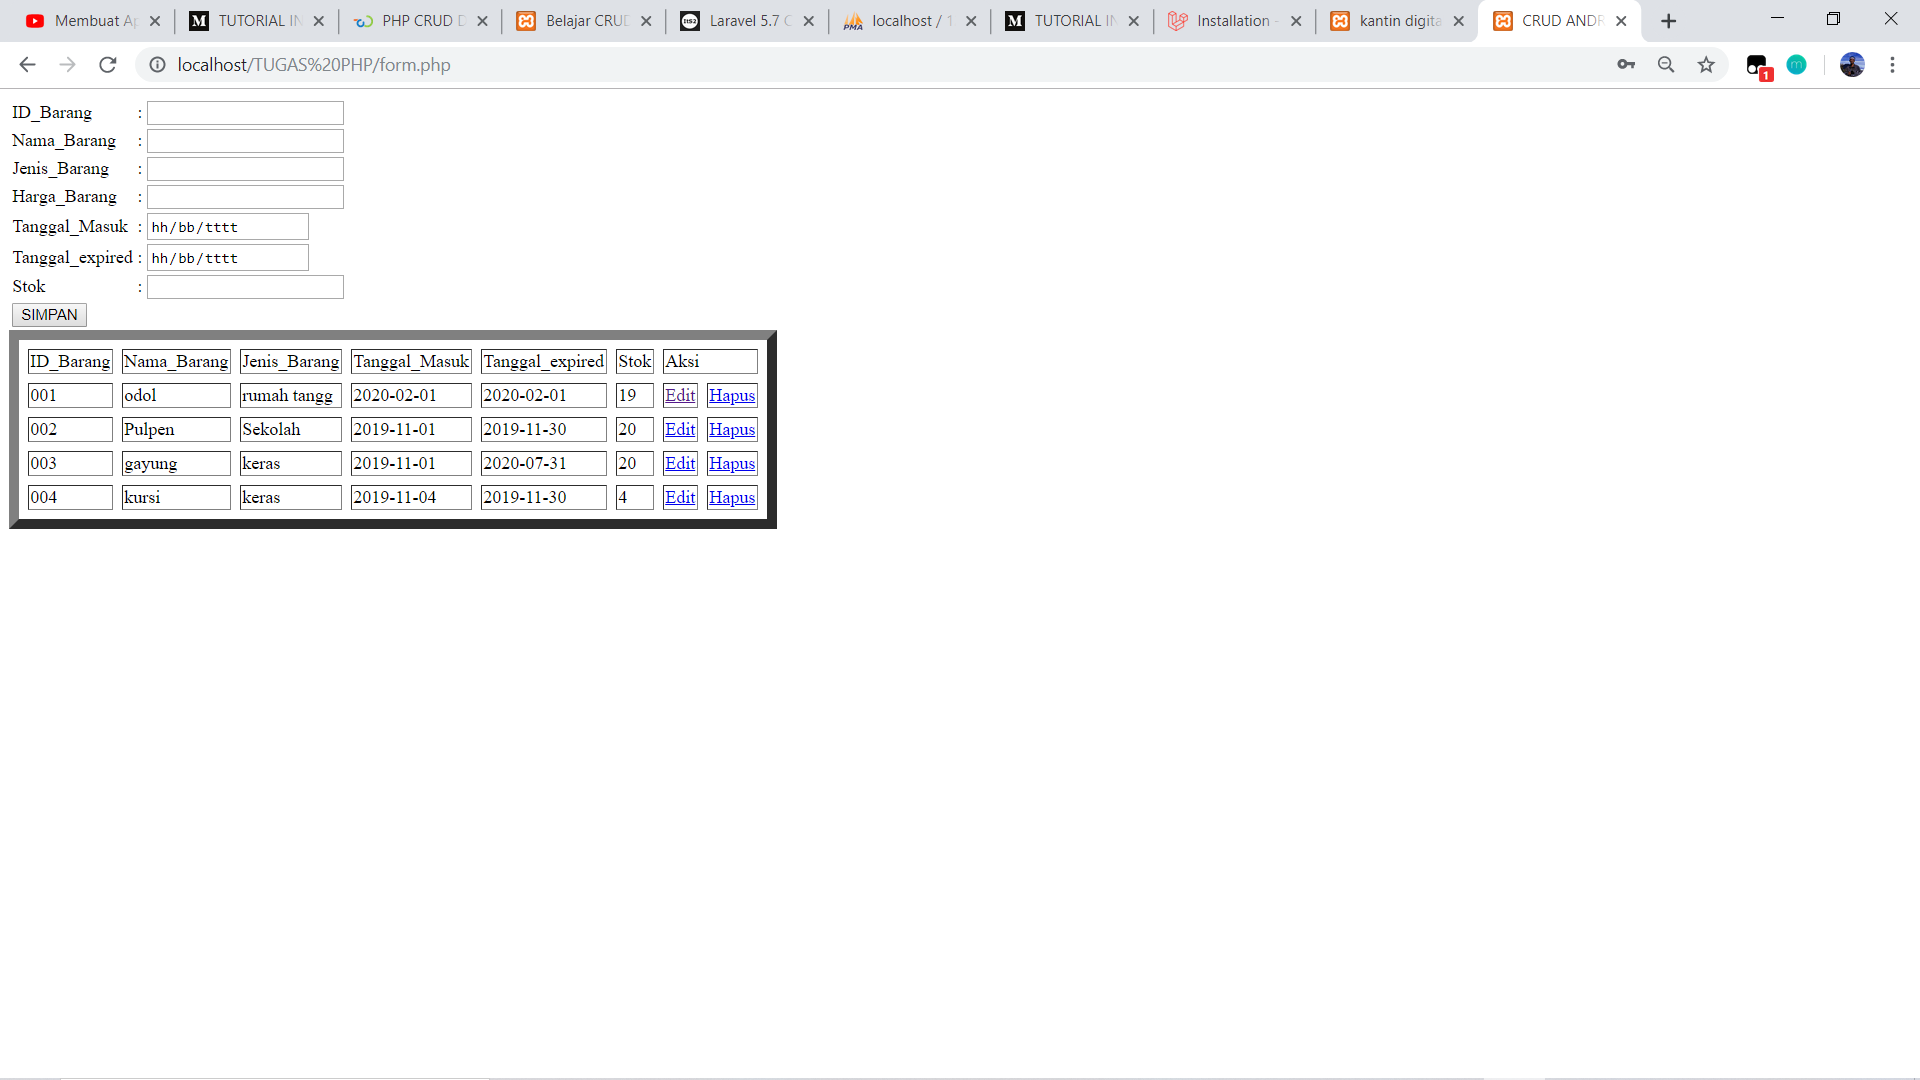 Membuat Ap
TUTORIAL IN
PHP CRUD D
Belajar CRUD
Laravel 5.7 C
localhost / 1
TUTORIAL IN
Installation -
kantin digita
CRUD ANDR
localhost/TUGAS%20PHP/form.php
1
m
ID_Barang :
Nama_Barang :
Jenis_Barang :
Harga_Barang :
Tanggal_Masuk : hh/bb/tttt
Tanggal_expired : hh/bb/tttt
Stok :
SIMPAN
ID_Barang Nama_Barang Jenis_Barang Tanggal_Masuk Tanggal_expired Stok Aksi
001 odol rumah tangg 2020-02-01 2020-02-01 19 Edit Hapus
002 Pulpen Sekolah 2019-11-01 2019-11-30 20 Edit Hapus
003 gayung keras 2019-11-01 2020-07-31 20 Edit Hapus
004 kursi keras 2019-11-04 2019-11-30 4 Edit Hapus